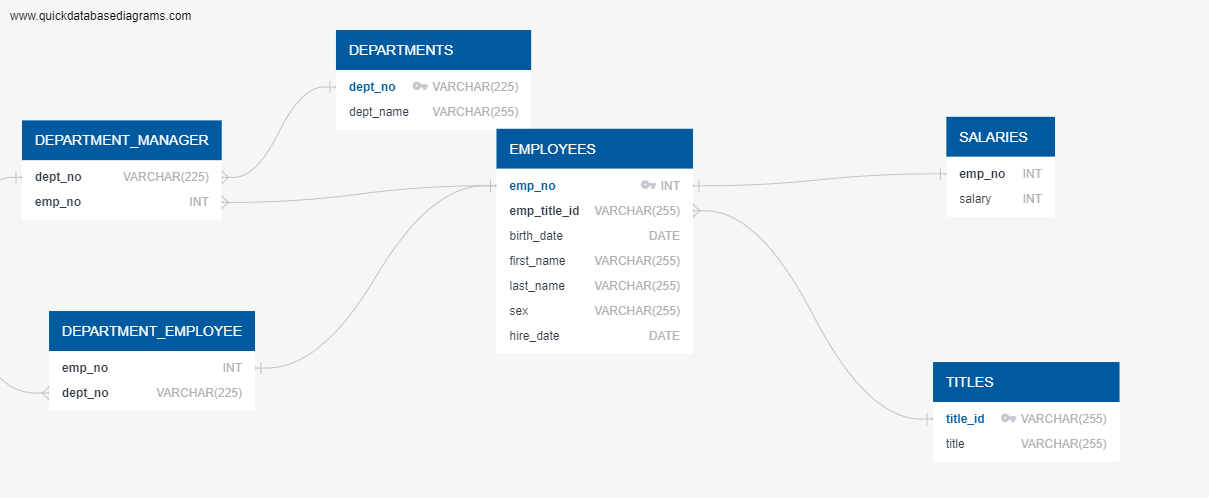 www.quickdatabasediagrams.com
DEPARTMENTS
dept_no VARCHAR(225)
dept_name VARCHAR(255)
DEPARTMENT_MANAGER
dept_no VARCHAR(225)
emp_no INT
EMPLOYEES
emp_no INT
emp_title_id VARCHAR(255)
birth_date DATE
first_name VARCHAR(255)
last_name VARCHAR(255)
sex VARCHAR(255)
hire_date DATE
SALARIES
emp_no INT
salary INT
DEPARTMENT_EMPLOYEE
emp_no INT
dept_no VARCHAR(225)
TITLES
title_id VARCHAR(255)
title VARCHAR(255)